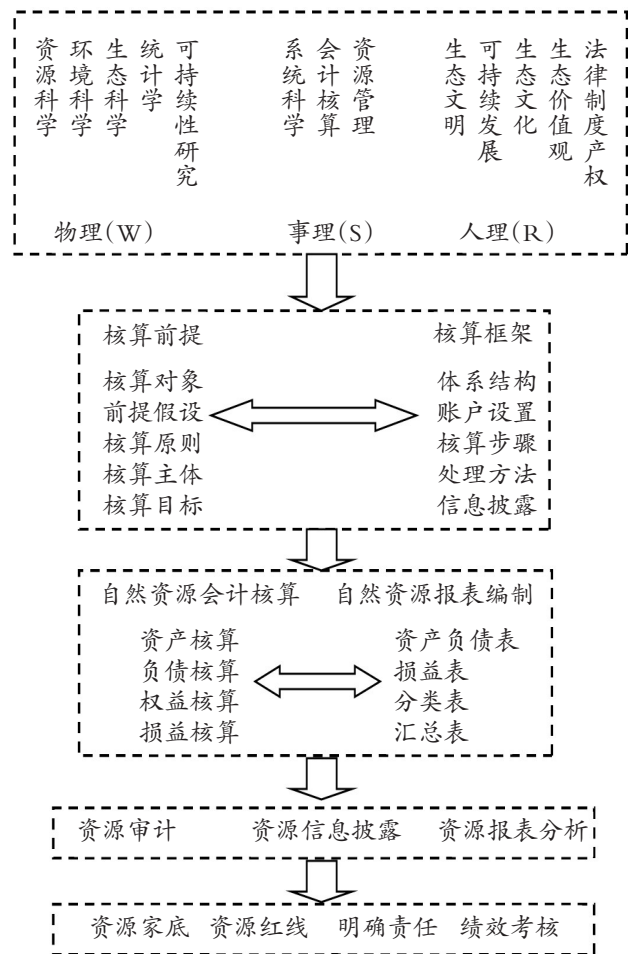 资源科学
环境科学
生态科学
统计学
可持续性研究
系统科学
会计核算
资源管理
生态文明
可持续发展
生态文化
生态价值观
法律制度产权
物理(W)
事理(S)
人理(R)
核算前提
核算对象
前提假设
核算原则
核算主体
核算目标
核算框架
体系结构
账户设置
核算步骤
处理方法
信息披露
自然资源会计核算
资产核算
负债核算
权益核算
损益核算
自然资源报表编制
资产负债表
损益表
分类表
汇总表
资源审计
资源信息披露
资源报表分析
资源家底
资源红线
明确责任
绩效考核